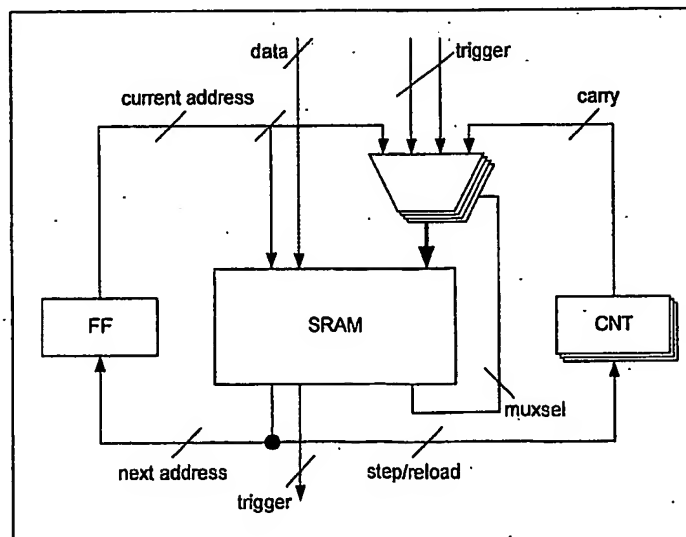 data
trigger
current address
carry
FF
SRAM
CNT
muxsel
next address
step/reload
trigger